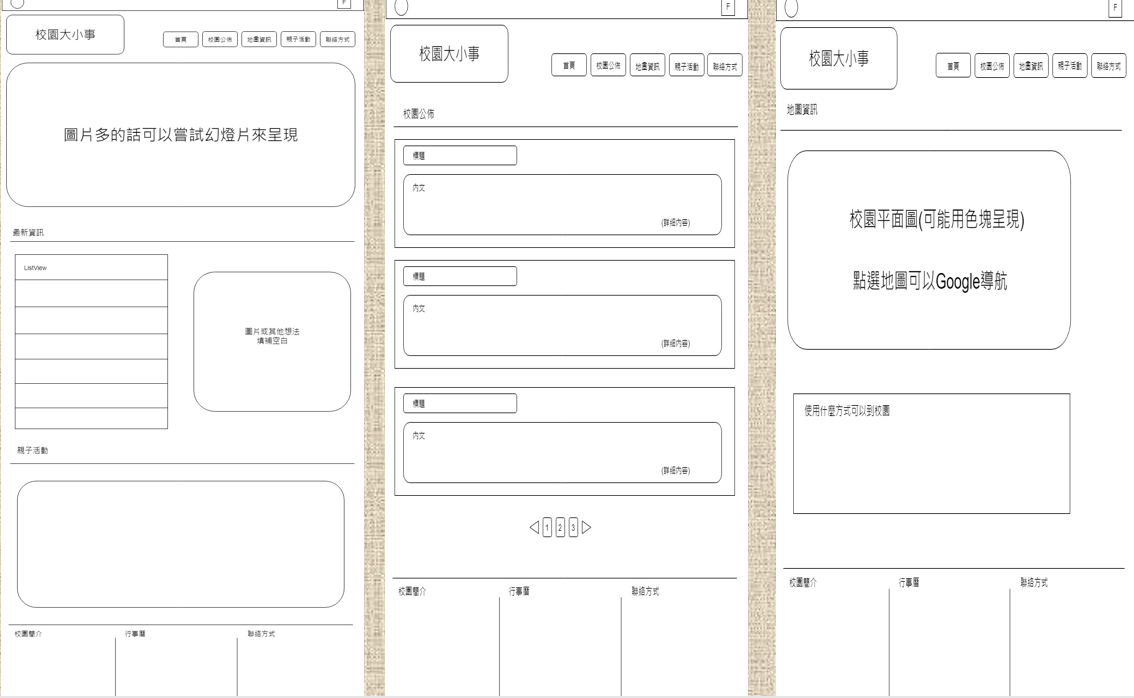 F
校園大小事
首頁
校園公佈
地圖資訊
親子活動
聯絡方式
圖片多的話可以嘗試幻燈片來呈現
最新資訊
ListView
圖片或其他想法
填補空白
親子活動
校園簡介
行事曆
聯絡方式
F
校園大小事
首頁
校園公佈
地圖資訊
親子活動
聯絡方式
校園公佈
標題
內文
(詳細內容)
標題
內文
(詳細內容)
標題
內文
(詳細內容)
1 2 3
校園簡介
行事曆
聯絡方式
F
校園大小事
首頁
校園公佈
地圖資訊
親子活動
聯絡方式
地圖資訊
校園平面圖(可能用色塊呈現)
點選地圖可以Google導航
使用什麼方式可以到校園
校園簡介
行事曆
聯絡方式